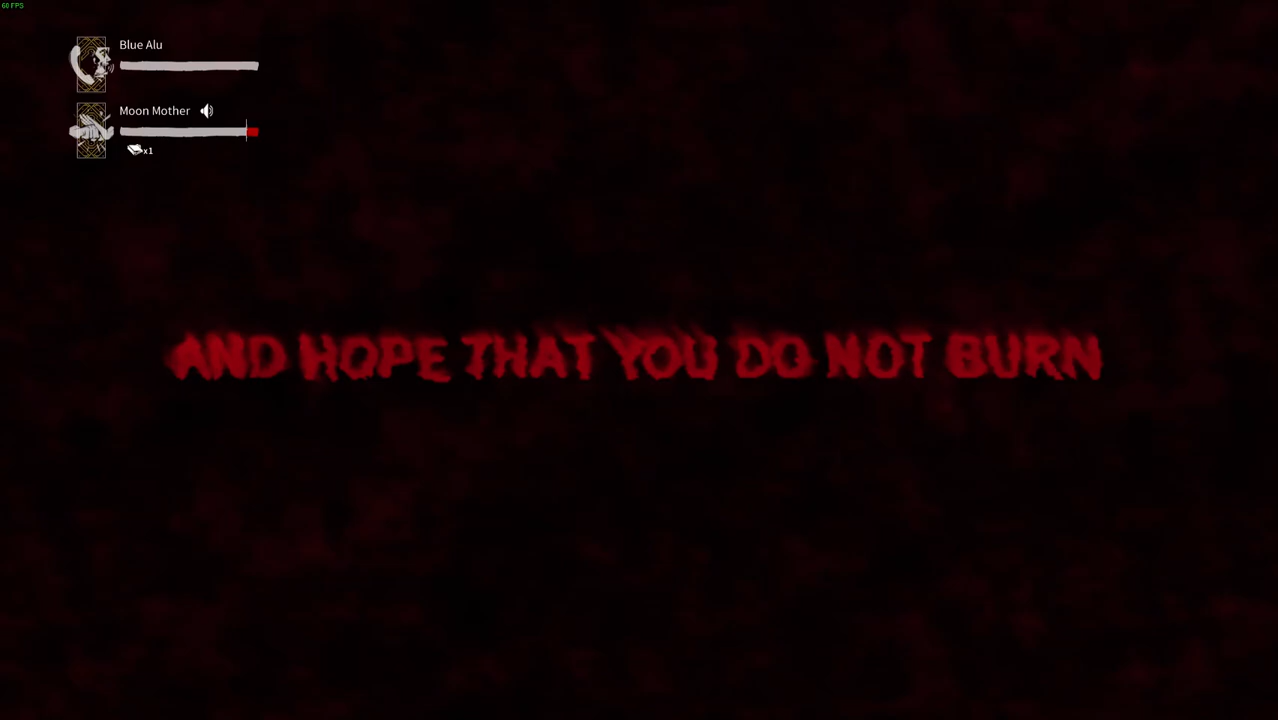 60 FPS
Blue Alu
Moon Mother
x1
AND HOPE THAT YOU DO NOT BURN